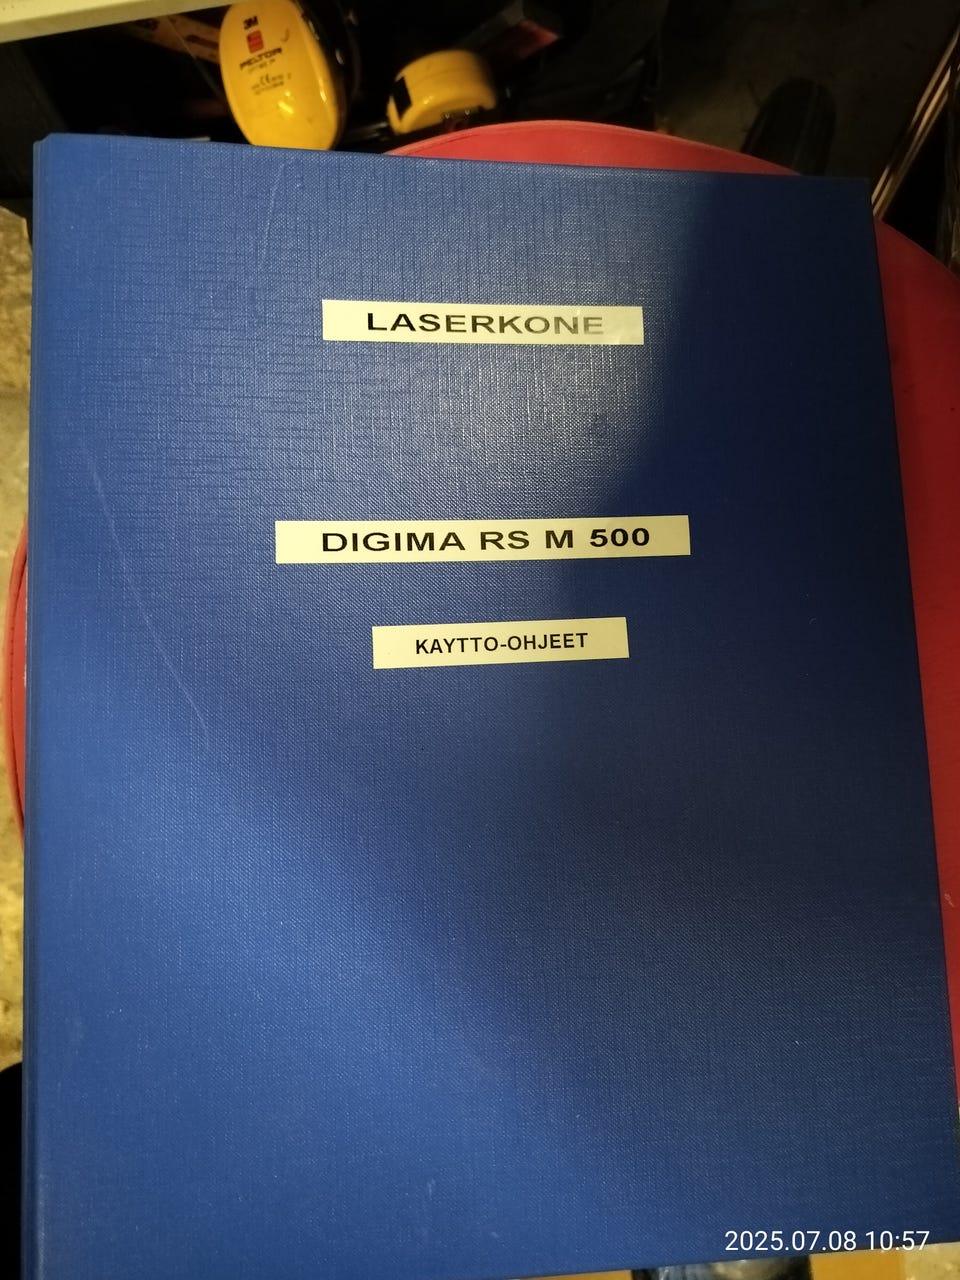 3M
PELTOR
LASERKONE
DIGIMA RS M 500
KAYTTO-OHJEET
2025.07.08 10:57